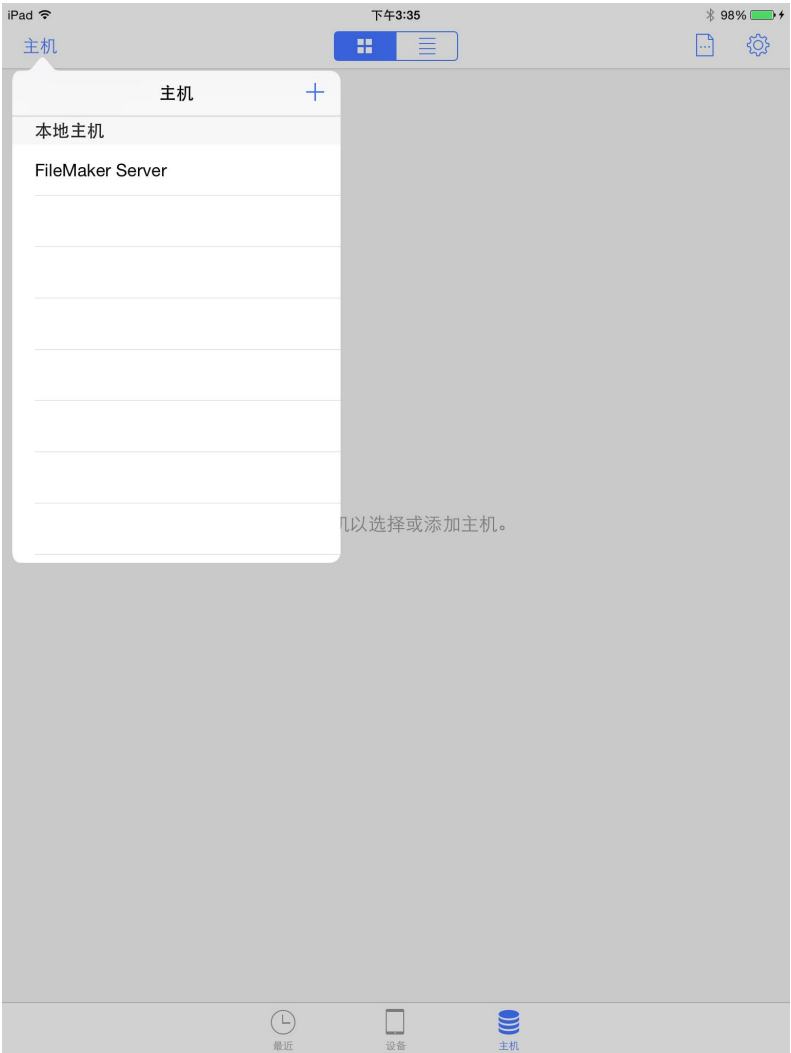 iPad 下午3:35 98%
主机
主机
本地主机
FileMaker Server
机以选择或添加主机。
最近 设备 主机